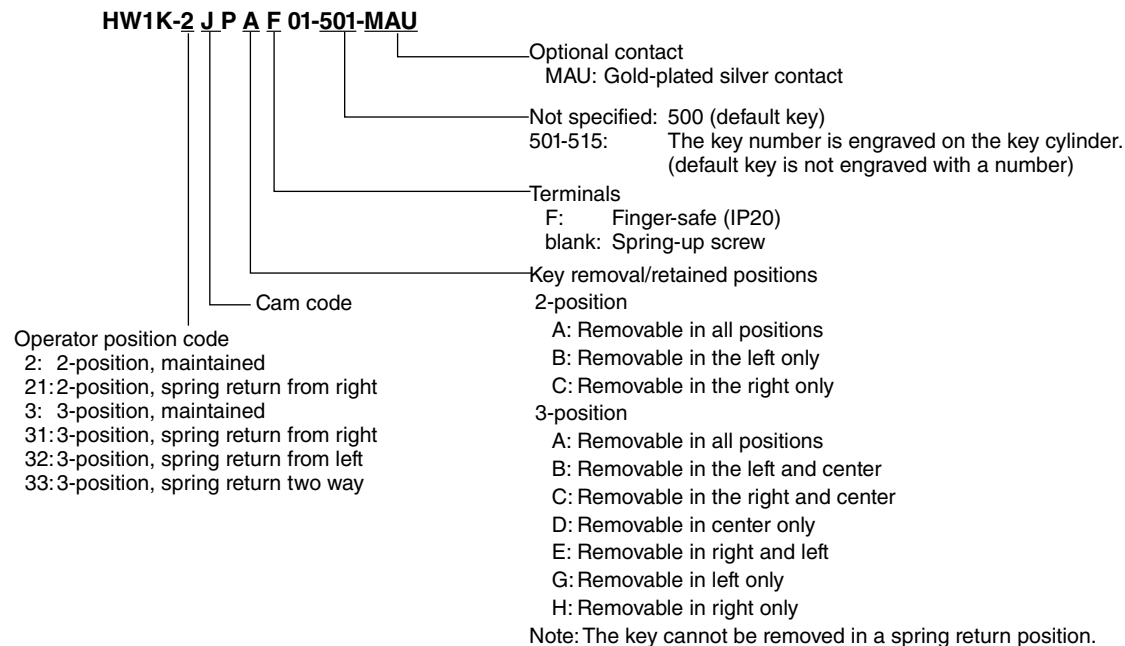 HW1K-2 J P A F 01-501-MAU
Optional contact
MAU: Gold-plated silver contact
Not specified: 500 (default key)
501-515: The key number is engraved on the key cylinder.
(default key is not engraved with a number)
Terminals
F: Finger-safe (IP20)
blank: Spring-up screw
Key removal/retained positions
2-position
A: Removable in all positions
B: Removable in the left only
C: Removable in the right only
3-position
A: Removable in all positions
B: Removable in the left and center
C: Removable in the right and center
D: Removable in center only
E: Removable in right and left
G: Removable in left only
H: Removable in right only
Note: The key cannot be removed in a spring return position.
Cam code
Operator position code
2: 2-position, maintained
21: 2-position, spring return from right
3: 3-position, maintained
31: 3-position, spring return from right
32: 3-position, spring return from left
33: 3-position, spring return two way